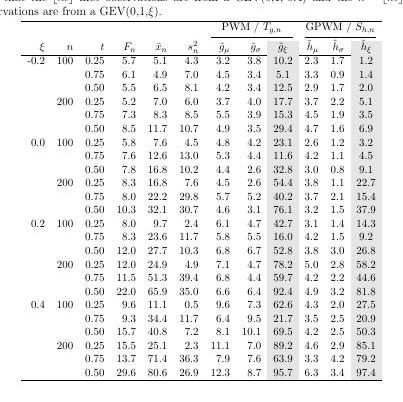 vations are from a GEV(0,1,ξ).
PWM / T_{g,n} GPWM / S_{h,n}
ξ n t F_n x̄_n s²_n ḡ_μ ḡ_σ ḡ_ξ h̄_μ h̄_σ h̄_ξ
-0.2 100 0.25 5.7 5.1 4.3 3.2 3.8 10.2 2.3 1.7 1.2
0.75 6.1 4.9 7.0 4.5 3.4 5.1 3.3 0.9 1.4
0.50 5.5 6.5 8.1 4.2 3.4 12.5 2.9 1.7 2.0
200 0.25 5.2 7.0 6.0 3.7 4.0 17.7 3.7 2.2 5.1
0.75 7.3 8.3 8.5 5.5 3.9 15.3 4.5 1.9 3.5
0.50 8.5 11.7 10.7 4.9 3.5 29.4 4.7 1.6 6.9
0.0 100 0.25 5.8 7.6 4.5 4.8 4.2 23.1 2.6 1.2 3.2
0.75 7.6 12.6 13.0 5.3 4.4 11.6 4.2 1.1 4.5
0.50 7.8 16.8 10.2 4.4 2.6 32.8 3.0 0.8 9.1
200 0.25 8.3 16.8 7.6 4.5 2.6 54.4 3.8 1.1 22.7
0.75 8.0 22.2 29.8 5.7 5.2 40.2 3.7 2.1 15.4
0.50 10.3 32.1 30.7 4.6 3.1 76.1 3.2 1.5 37.9
0.2 100 0.25 8.0 9.7 2.4 6.1 4.7 42.7 3.1 1.4 14.3
0.75 8.3 23.6 11.7 5.8 5.5 16.0 4.2 1.5 9.2
0.50 12.0 27.7 10.3 6.8 6.7 52.8 3.8 3.0 26.8
200 0.25 12.0 24.9 4.9 7.1 4.7 78.2 5.0 2.8 58.2
0.75 11.5 51.3 39.4 6.8 4.4 59.7 4.2 2.2 44.6
0.50 22.0 65.9 35.0 6.6 6.4 92.4 4.9 3.2 81.8
0.4 100 0.25 9.6 11.1 0.5 9.6 7.3 62.6 4.3 2.0 27.5
0.75 9.3 34.4 11.7 6.4 9.5 21.7 3.5 2.5 20.9
0.50 15.7 40.8 7.2 8.1 10.1 69.5 4.2 2.5 50.3
200 0.25 15.5 25.1 2.3 11.1 7.0 89.2 4.6 2.9 85.1
0.75 13.7 71.4 36.3 7.9 7.6 63.9 3.3 4.2 79.2
0.50 29.6 80.6 26.9 12.3 8.7 95.7 6.3 3.4 97.4